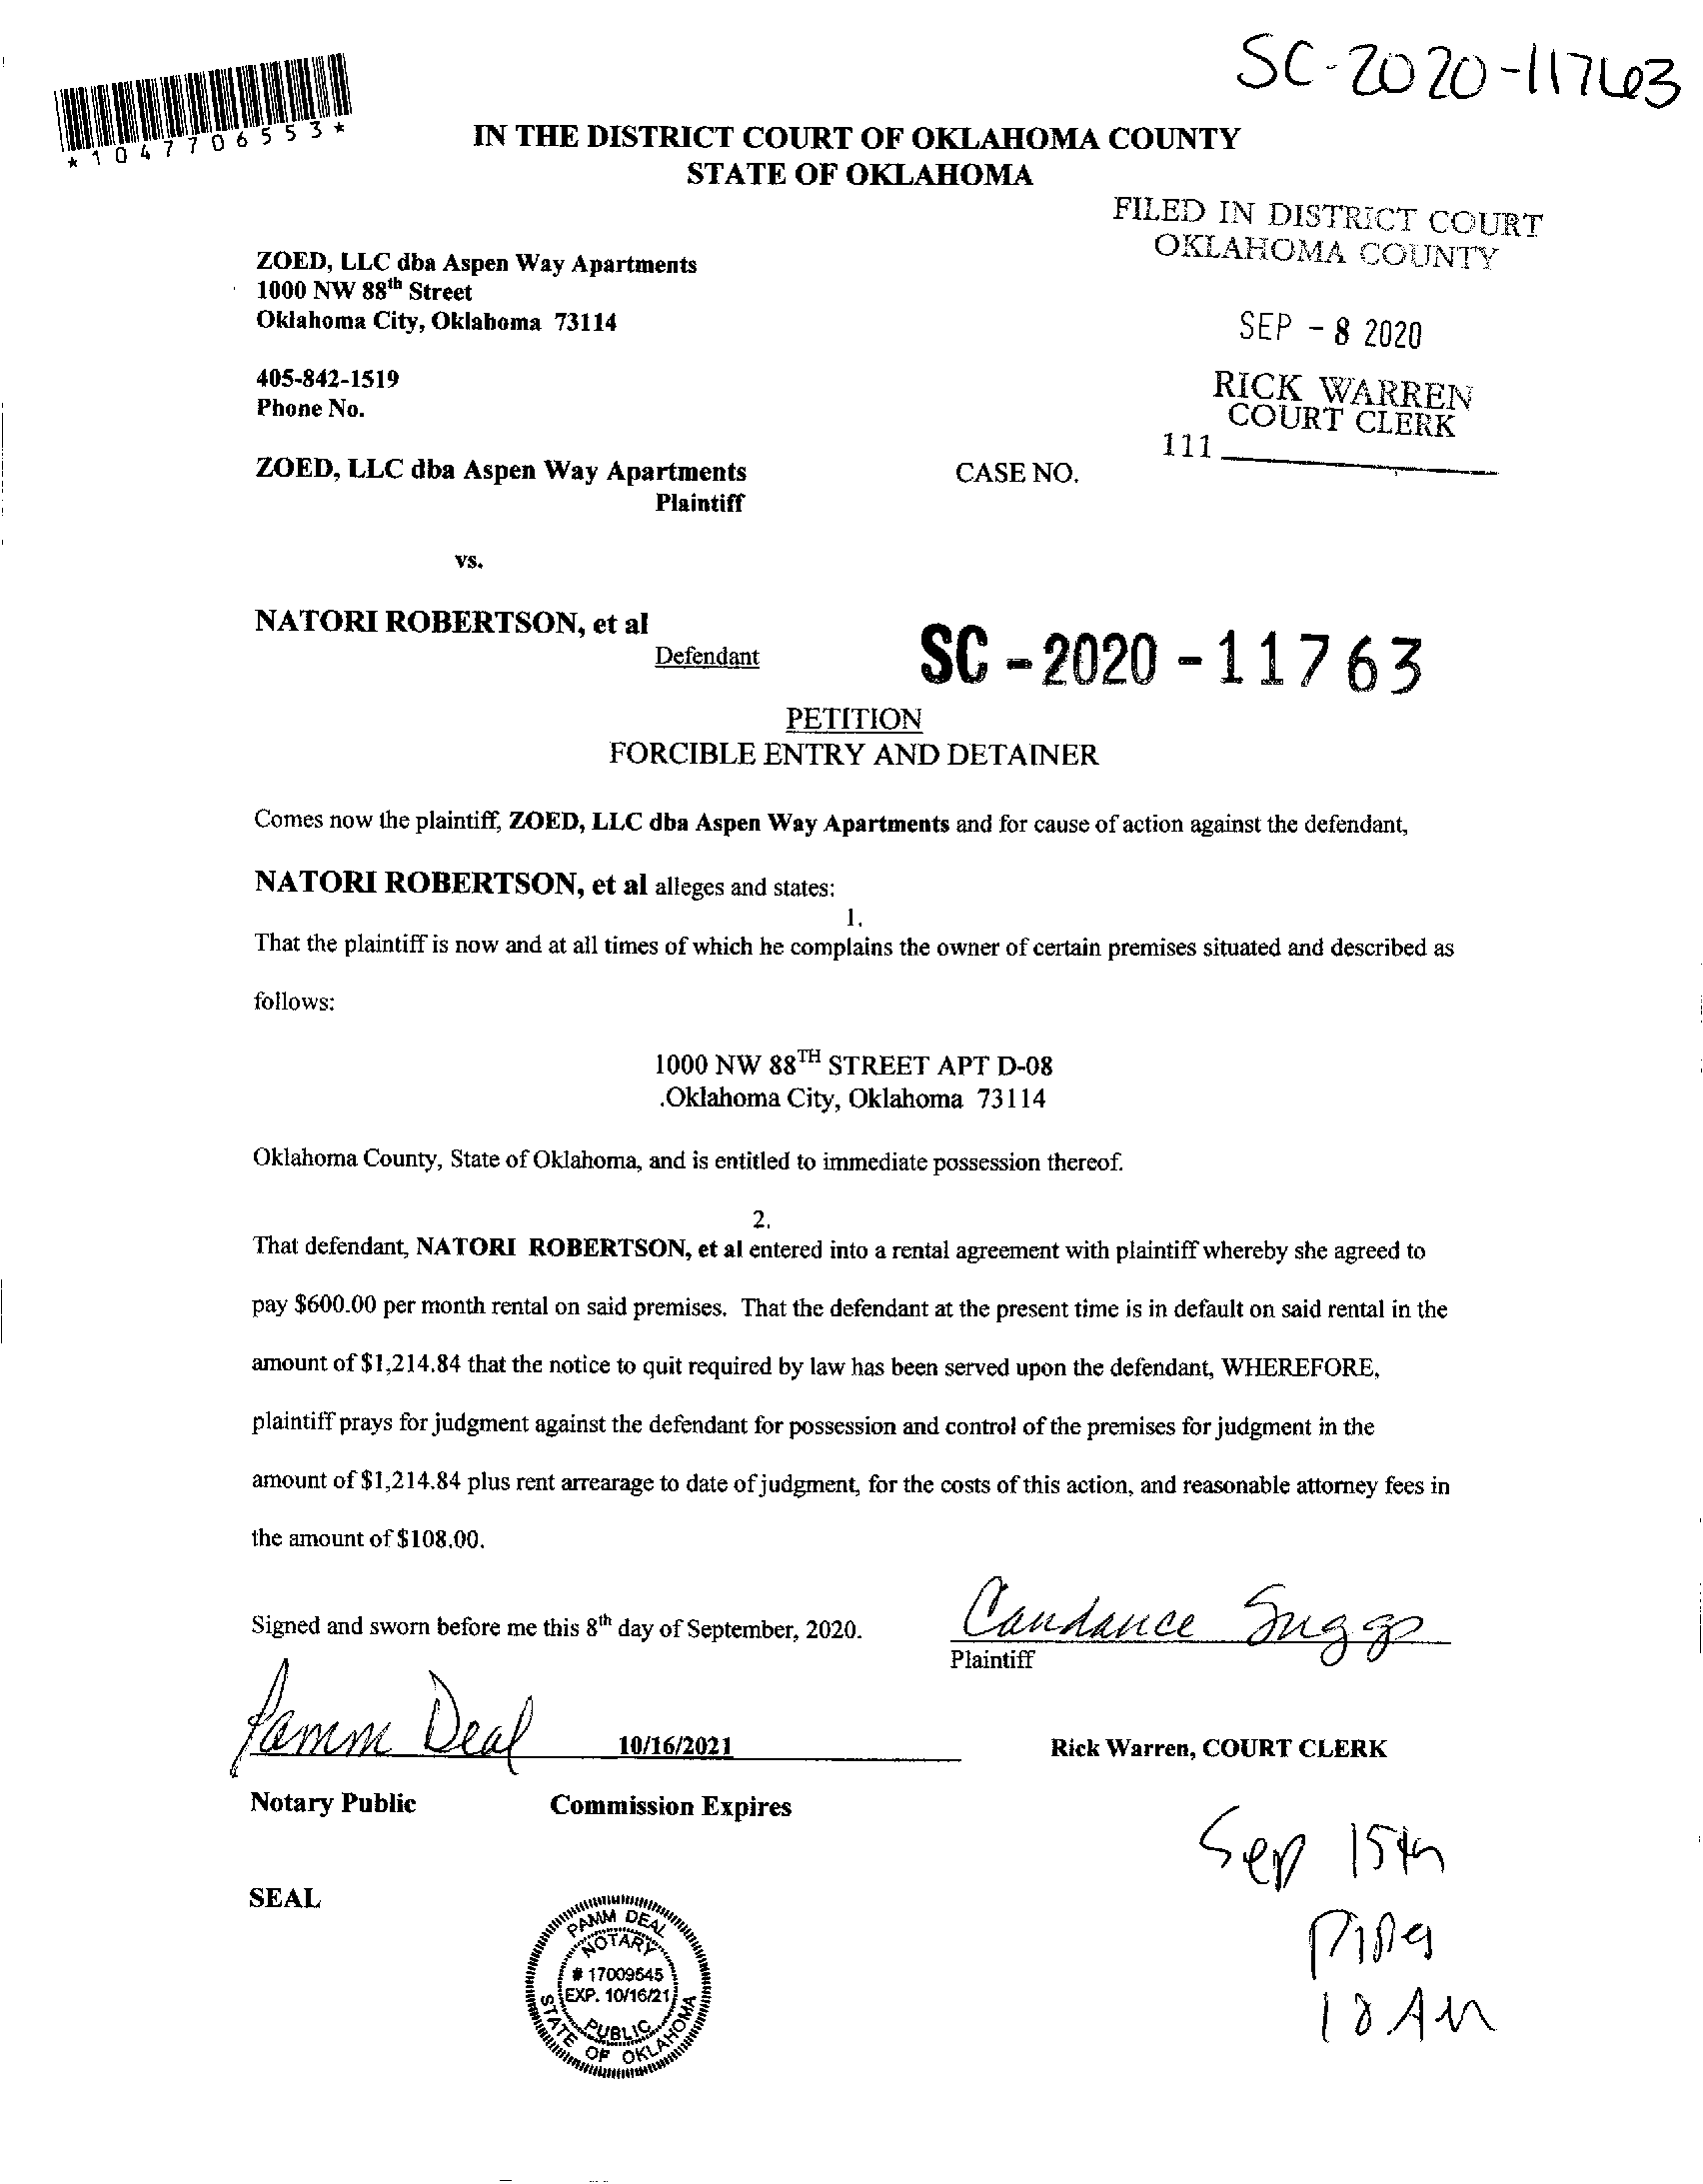 SC-2020-11763
*1047706553*
IN THE DISTRICT COURT OF OKLAHOMA COUNTY
STATE OF OKLAHOMA
FILED IN DISTRICT COURT
OKLAHOMA COUNTY
ZOED, LLC dba Aspen Way Apartments
1000 NW 88th Street
Oklahoma City, Oklahoma 73114
SEP - 8 2020
405-842-1519
Phone No.
RICK WARREN
COURT CLERK
111
ZOED, LLC dba Aspen Way Apartments
CASE NO.
Plaintiff
vs.
NATORI ROBERTSON, et al
Defendant
SC - 2020 - 11763
PETITION
FORCIBLE ENTRY AND DETAINER
Comes now the plaintiff, ZOED, LLC dba Aspen Way Apartments and for cause of action against the defendant,
NATORI ROBERTSON, et al alleges and states:
1.
That the plaintiff is now and at all times of which he complains the owner of certain premises situated and described as
follows:
1000 NW 88TH STREET APT D-08
.Oklahoma City, Oklahoma 73114
Oklahoma County, State of Oklahoma, and is entitled to immediate possession thereof.
2.
That defendant, NATORI ROBERTSON, et al entered into a rental agreement with plaintiff whereby she agreed to
pay $600.00 per month rental on said premises. That the defendant at the present time is in default on said rental in the
amount of $1,214.84 that the notice to quit required by law has been served upon the defendant, WHEREFORE,
plaintiff prays for judgment against the defendant for possession and control of the premises for judgment in the
amount of $1,214.84 plus rent arrearage to date of judgment, for the costs of this action, and reasonable attorney fees in
the amount of $108.00.
Signed and sworn before me this 8th day of September, 2020.
Candance Suggs
Plaintiff
Pamm Deal
10/16/2021
Rick Warren, COURT CLERK
Notary Public
Commission Expires
Sep 15th
SEAL
10 AM
PAMM DEAL
NOTARY
# 17009545
EXP. 10/16/21
PUBLIC
STATE OF OKLAHOMA